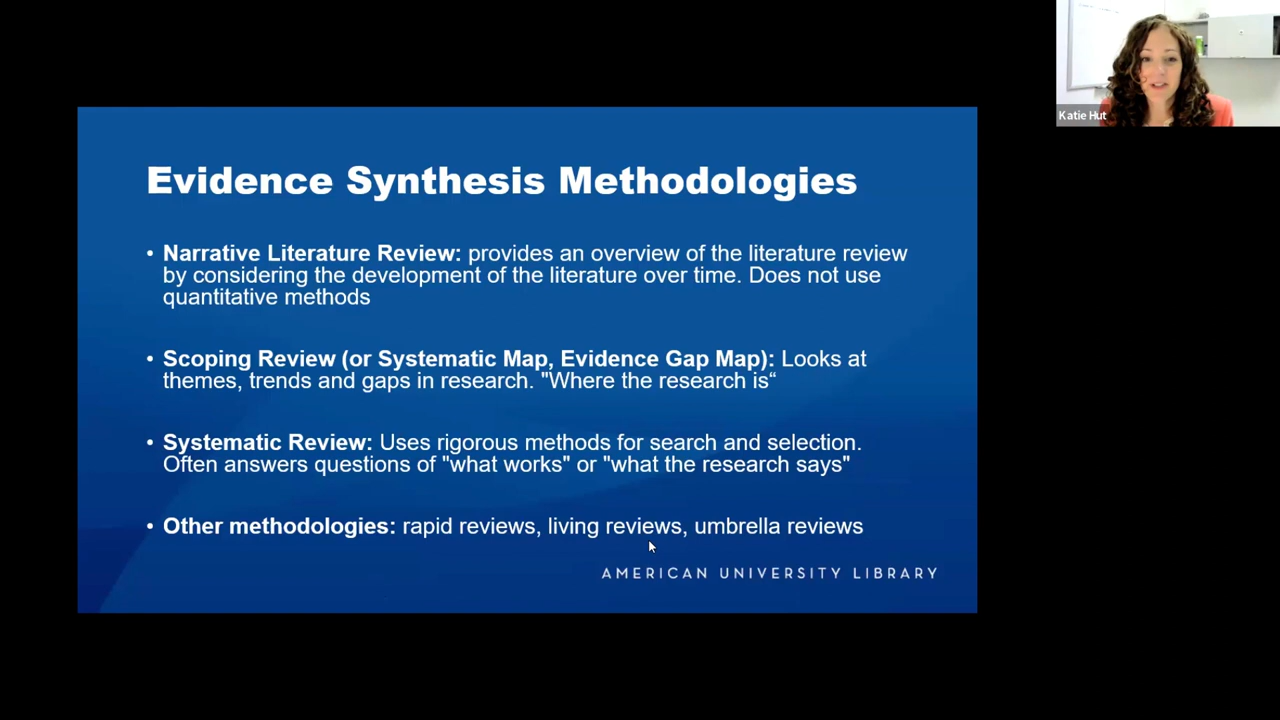 Evidence Synthesis Methodologies
• Narrative Literature Review: provides an overview of the literature review
by considering the development of the literature over time. Does not use
quantitative methods
• Scoping Review (or Systematic Map, Evidence Gap Map): Looks at
themes, trends and gaps in research. "Where the research is“
• Systematic Review: Uses rigorous methods for search and selection.
Often answers questions of "what works" or "what the research says"
• Other methodologies: rapid reviews, living reviews, umbrella reviews
AMERICAN UNIVERSITY LIBRARY
Katie Hut